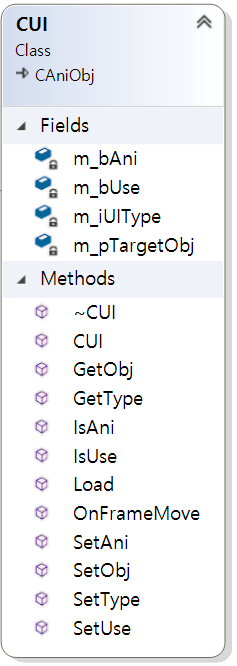 CUI
Class
CAniObj
Fields
m_bAni
m_bUse
m_iUIType
m_pTargetObj
Methods
~CUI
CUI
GetObj
GetType
IsAni
IsUse
Load
OnFrameMove
SetAni
SetObj
SetType
SetUse